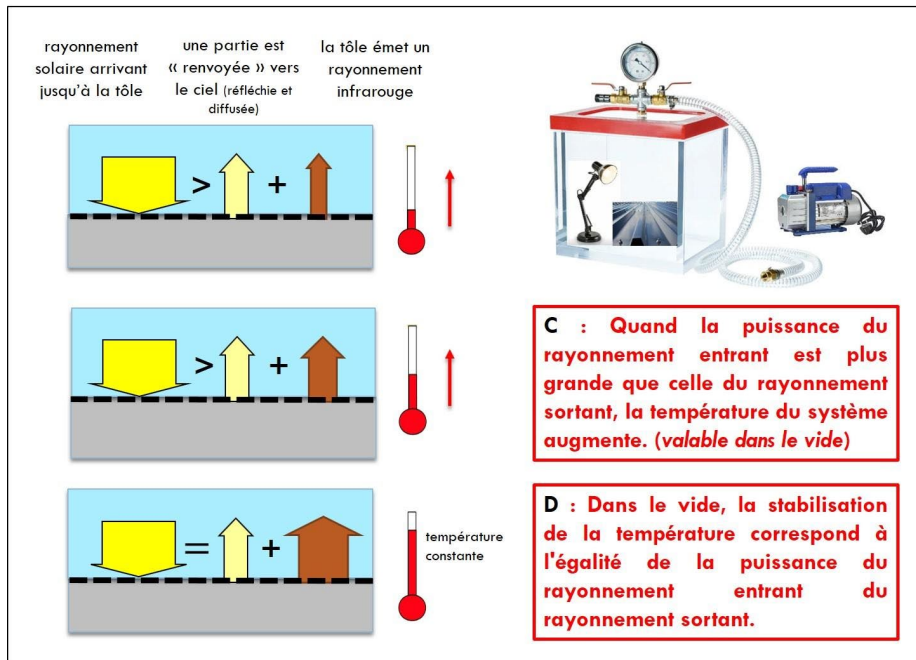 rayonnement
solaire arrivant
jusqu'à la tôle
une partie est
« renvoyée » vers
le ciel (réfléchie et
diffusée)
la tôle émet un
rayonnement
infrarouge
> +
> +
= +
température
constante
C : Quand la puissance du
rayonnement entrant est plus
grande que celle du rayonnement
sortant, la température du système
augmente. (valable dans le vide)
D : Dans le vide, la stabilisation
de la température correspond à
l'égalité de la puissance du
rayonnement entrant du
rayonnement sortant.